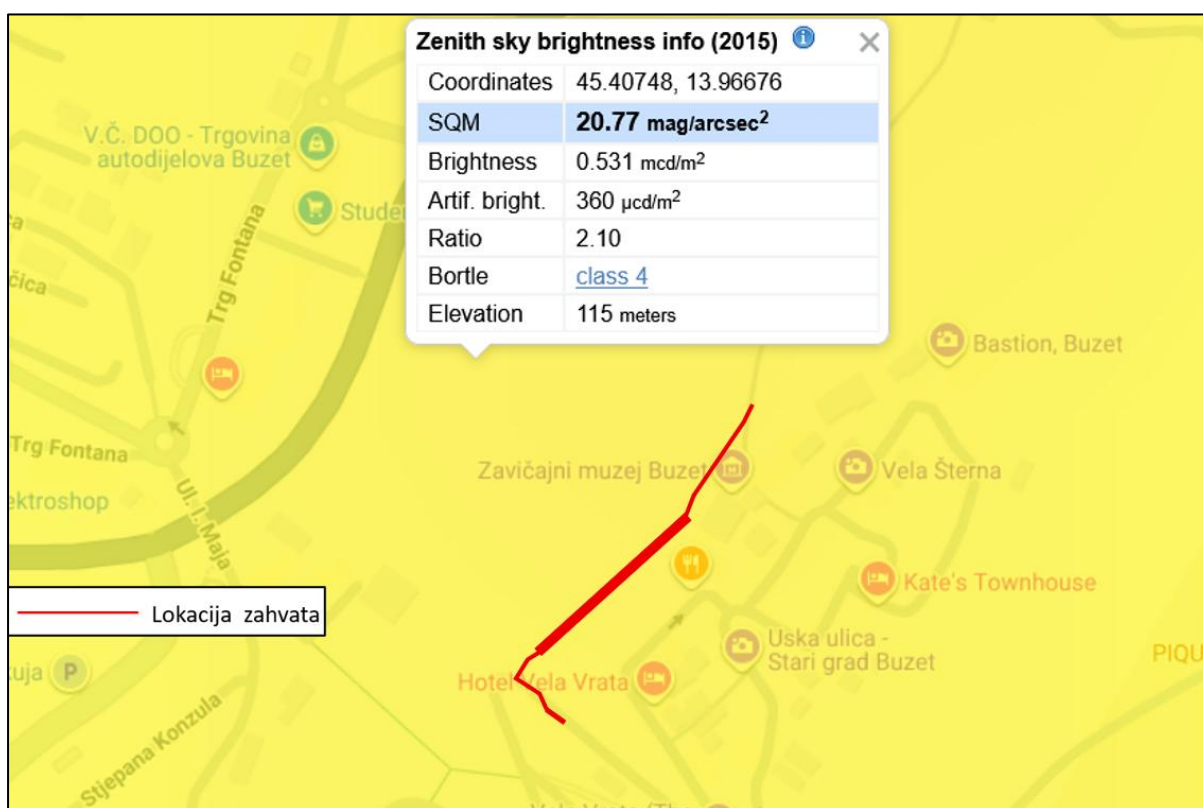 Zenith sky brightness info (2015)
Coordinates 45.40748, 13.96676
SQM 20.77 mag/arcsec²
Brightness 0.531 mcd/m²
Artif. bright. 360 μcd/m²
Ratio 2.10
Bortle class 4
Elevation 115 meters
V.Č. DOO - Trgovina
autodijelova Buzet
Trg Fontana
Bastion, Buzet
Trg Fontana
Zavičajni muzej Buzet
Vela Šterna
Ul. I. Maja
Kate's Townhouse
Lokacija zahvata
Uska ulica -
Stari grad Buzet
P
Hotel Vela Vrata
Stjepana Konzula